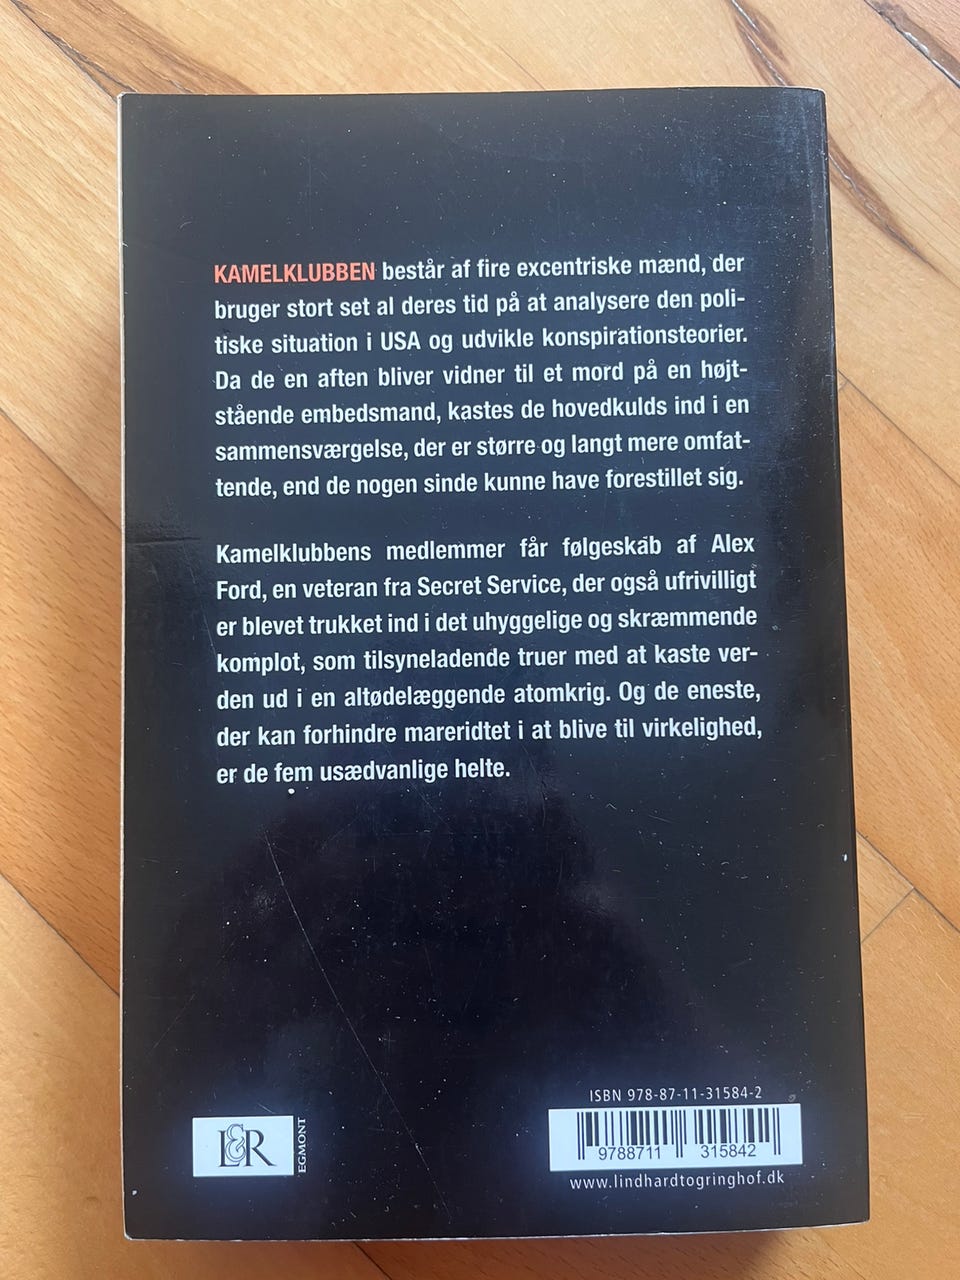 KAMELKLUBBEN består af fire excentriske mænd, der
bruger stort set al deres tid på at analysere den poli-
tiske situation i USA og udvikle konspirationsteorier.
Da de en aften bliver vidner til et mord på en højt-
stående embedsmand, kastes de hovedkulds ind i en
sammensværgelse, der er større og langt mere omfat-
tende, end de nogen sinde kunne have forestillet sig.
Kamelklubbens medlemmer får følgeskab af Alex
Ford, en veteran fra Secret Service, der også ufrivilligt
er blevet trukket ind i det uhyggelige og skræmmende
komplot, som tilsyneladende truer med at kaste ver-
den ud i en altødelæggende atomkrig. Og de eneste,
der kan forhindre mareridtet i at blive til virkelighed,
er de fem usædvanlige helte.
L&R
EGMONT
ISBN 978-87-11-31584-2
9788711 315842
www.lindhardtogringhof.dk